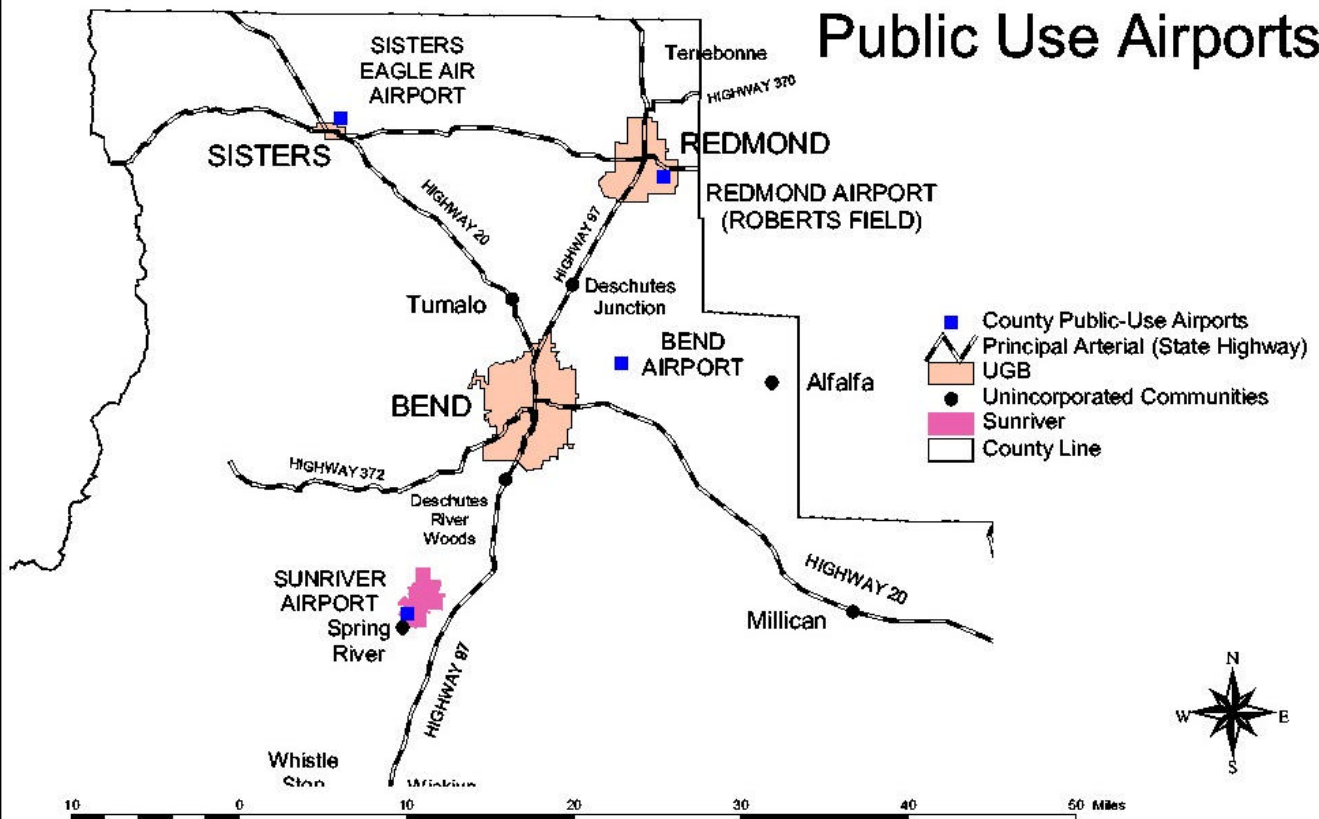 Public Use Airports
SISTERS
EAGLE AIR
AIRPORT
Terrebonne
HIGHWAY 370
SISTERS
REDMOND
REDMOND AIRPORT
(ROBERTS FIELD)
HIGHWAY 20
HIGHWAY 97
Tumalo
Deschutes
Junction
BEND
AIRPORT
Alfalfa
BEND
HIGHWAY 372
Deschutes
River
Woods
County Public-Use Airports
Principal Arterial (State Highway)
UGB
Unincorporated Communities
Sunriver
County Line
SUNRIVER
AIRPORT
Spring
River
HIGHWAY 20
Millican
HIGHWAY 97
Whistle
Stop
N
W
E
S
10
0
10
20
30
40
50
Miles